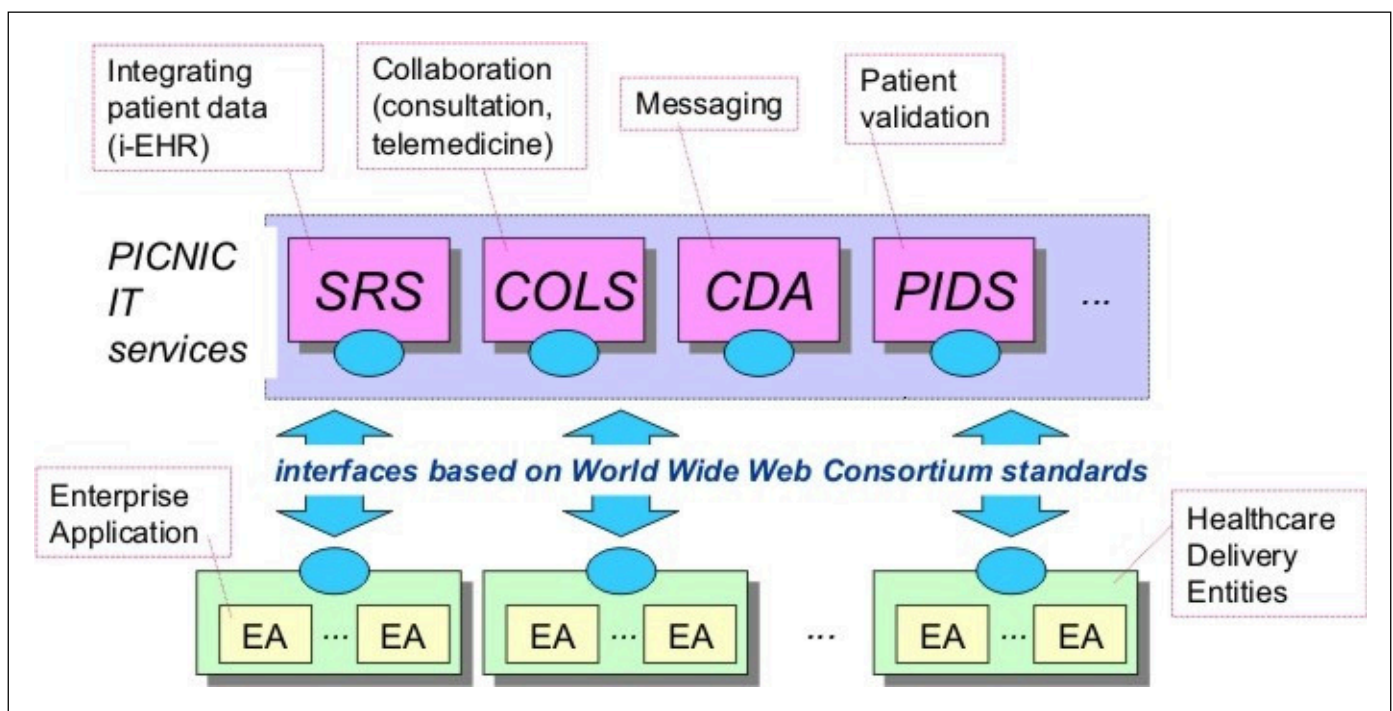 Integrating
patient data
(i-EHR)
Collaboration
(consultation,
telemedicine)
Messaging
Patient
validation
PICNIC
IT
services
SRS
COLS
CDA
PIDS
...
interfaces based on World Wide Web Consortium standards
Enterprise
Application
Healthcare
Delivery
Entities
EA ... EA
EA ... EA
...
EA ... EA